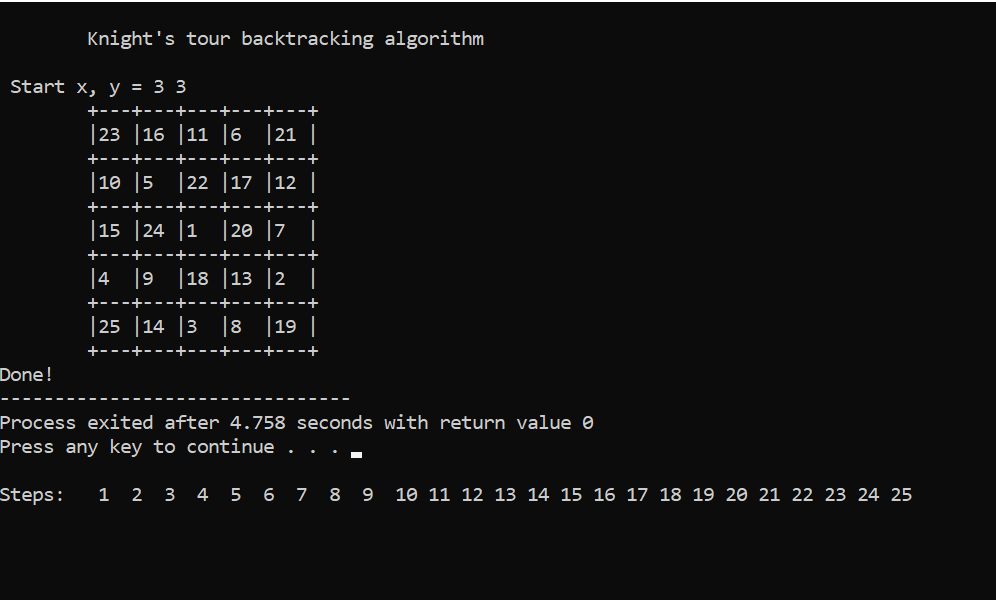 Knight's tour backtracking algorithm
Start x, y = 3 3
+---+---+---+---+---+
|23 |16 |11 |6  |21 |
+---+---+---+---+---+
|10 |5  |22 |17 |12 |
+---+---+---+---+---+
|15 |24 |1  |20 |7  |
+---+---+---+---+---+
|4  |9  |18 |13 |2  |
+---+---+---+---+---+
|25 |14 |3  |8  |19 |
+---+---+---+---+---+
Done!
--------------------------------
Process exited after 4.758 seconds with return value 0
Press any key to continue . . .
Steps:   1  2  3  4  5  6  7  8  9  10 11 12 13 14 15 16 17 18 19 20 21 22 23 24 25